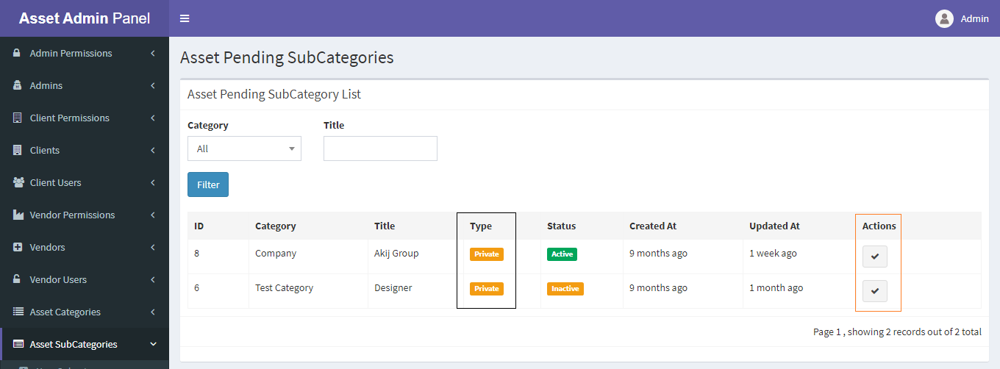 Asset Admin Panel
Admin
Admin Permissions
Admins
Client Permissions
Clients
Client Users
Vendor Permissions
Vendors
Vendor Users
Asset Categories
Asset SubCategories
Asset Pending SubCategories
Asset Pending SubCategory List
Category Title
All
Filter
ID Category Title Type Status Created At Updated At Actions
8 Company Akij Group Private Active 9 months ago 1 week ago
6 Test Category Designer Private Inactive 9 months ago 1 month ago
Page 1 , showing 2 records out of 2 total